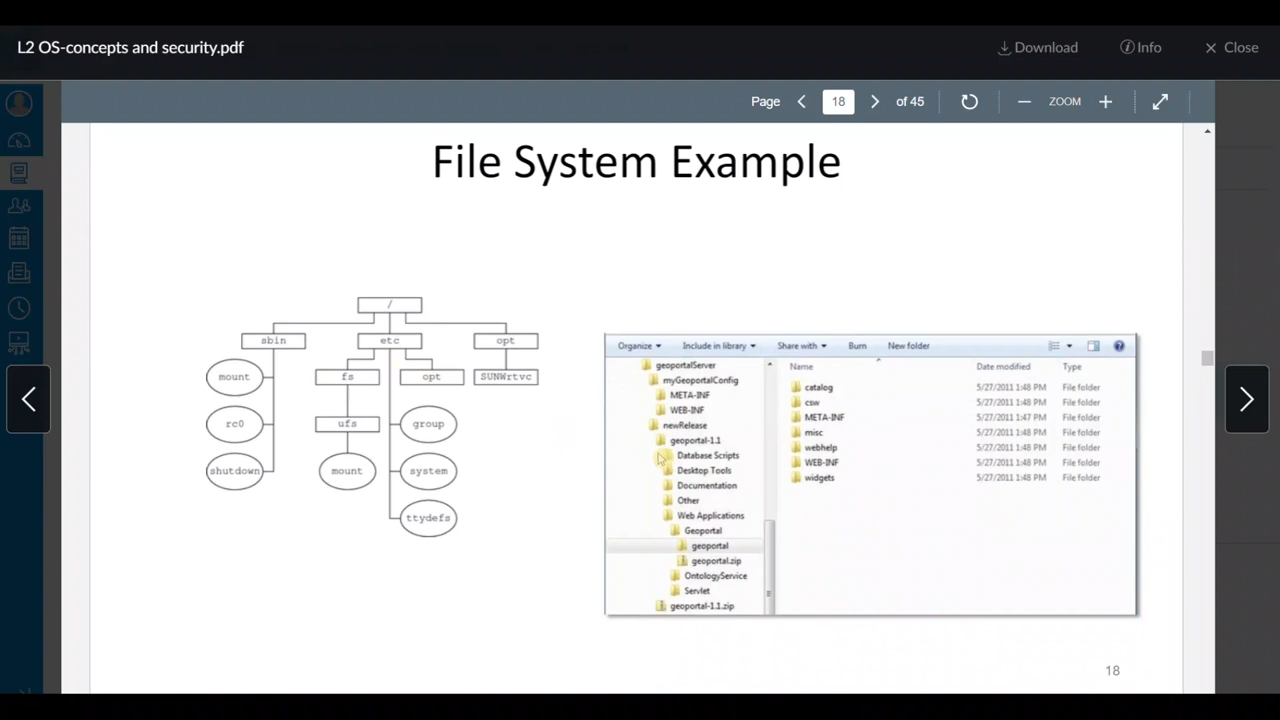 L2 OS-concepts and security.pdf
Download
Info
Close
Page
18
of 45
ZOOM
File System Example
/
sbin
etc
opt
mount
fs
opt
SUNWrtvc
rc0
ufs
group
shutdown
mount
system
ttydefs
Organize
Include in library
Share with
Burn
New folder
geoportalServer
myGeoportalConfig
META-INF
WEB-INF
newRelease
geoportal-1.1
Database Scripts
Desktop Tools
Documentation
Other
Web Applications
Geoportal
geoportal
geoportal.zip
OntologyService
Servlet
geoportal-1.1.zip
Name Date modified Type
catalog 5/27/2011 1:48 PM File folder
csw 5/27/2011 1:48 PM File folder
META-INF 5/27/2011 1:47 PM File folder
misc 5/27/2011 1:48 PM File folder
webhelp 5/27/2011 1:48 PM File folder
WEB-INF 5/27/2011 1:48 PM File folder
widgets 5/27/2011 1:48 PM File folder
18